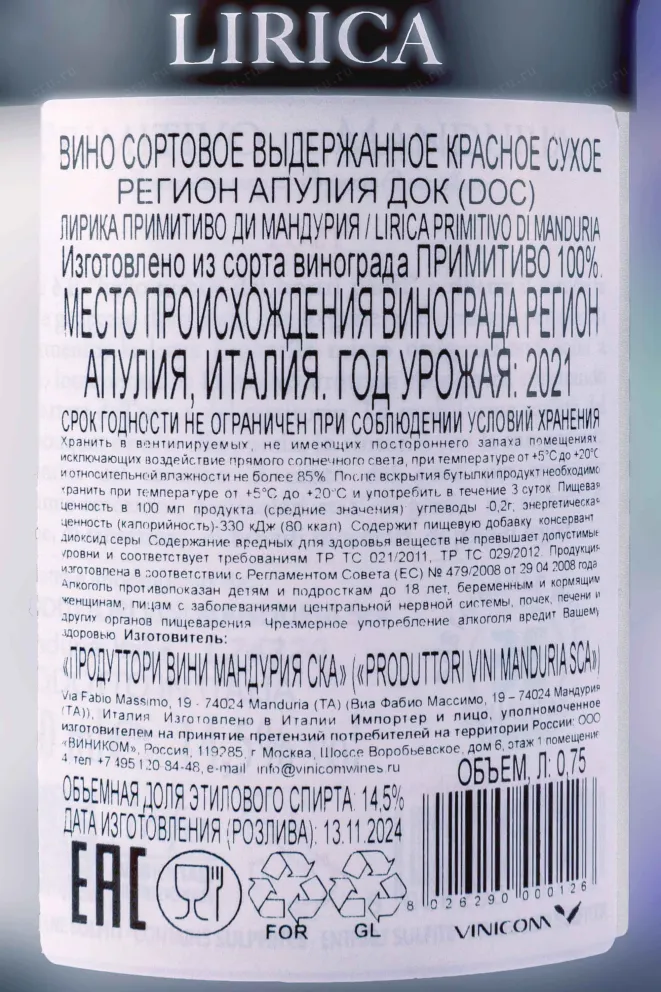 LIRICA
ВИНО СОРТОВОЕ ВЫДЕРЖАННОЕ КРАСНОЕ СУХОЕ
РЕГИОН АПУЛИЯ ДОК (DOC)
ЛИРИКА ПРИМИТИВО ДИ МАНДУРИЯ / LIRICA PRIMITIVO DI MANDURIA
Изготовлено из сорта винограда ПРИМИТИВО 100%.
МЕСТО ПРОИСХОЖДЕНИЯ ВИНОГРАДА РЕГИОН
АПУЛИЯ, ИТАЛИЯ. ГОД УРОЖАЯ: 2021
СРОК ГОДНОСТИ НЕ ОГРАНИЧЕН ПРИ СОБЛЮДЕНИИ УСЛОВИЙ ХРАНЕНИЯ
Хранить в вентилируемых, не имеющих постороннего запаха помещениях
исключающих воздействие прямого солнечного света, при температуре от +5°С до +20°С
и относительной влажности не более 85%. После вскрытия бутылки продукт необходимо
хранить при температуре от +5°С до +20°С и употребить в течение 3 суток. Пищевая
ценность в 100 мл продукта (средние значения) углеводы -0,2г, энергетическая
ценность (калорийность)-330 кДж (80 ккал) Содержит пищевую добавку консервант
диоксид серы Содержание вредных для здоровья веществ не превышает допустимые
уровни и соответствует требованиям ТР ТС 021/2011, ТР ТС 029/2012. Продукция
изготовлена в соответствии с Регламентом Совета (ЕС) № 479/2008 от 29 04 2008 года
Алкоголь противопоказан детям и подросткам до 18 лет, беременным и кормящим
женщинам, лицам с заболеваниями центральной нервной системы, почек, печени и
других органов пищеварения Чрезмерное употребление алкоголя вредит Вашему
здоровью Изготовитель:
«ПРОДУТТОРИ ВИНИ МАНДУРИЯ СКА» («PRODUTTORI VINI MANDURIA SCA»)
Via Fabio Massimo, 19 - 74024 Manduria (TA) (Виа Фабио Массимо, 19 – 74024 Мандурия
(ТА)), Италия Изготовлено в Италии Импортер и лицо, уполномоченное
изготовителем на принятие претензий потребителей на территории России: ООО
«ВИНИКОМ», Россия, 119285, г Москва, Шоссе Воробьевское, дом 6, этаж 1 помещение
4 тел +7 495 120 84-48, e-mail info@vinicomwines.ru
ОБЪЕМ, Л: 0,75
ОБЪЕМНАЯ ДОЛЯ ЭТИЛОВОГО СПИРТА: 14,5%
ДАТА ИЗГОТОВЛЕНИЯ (РОЗЛИВА): 13.11.2024
EAC
FOR
GL
8 026290 000126
VINICOM